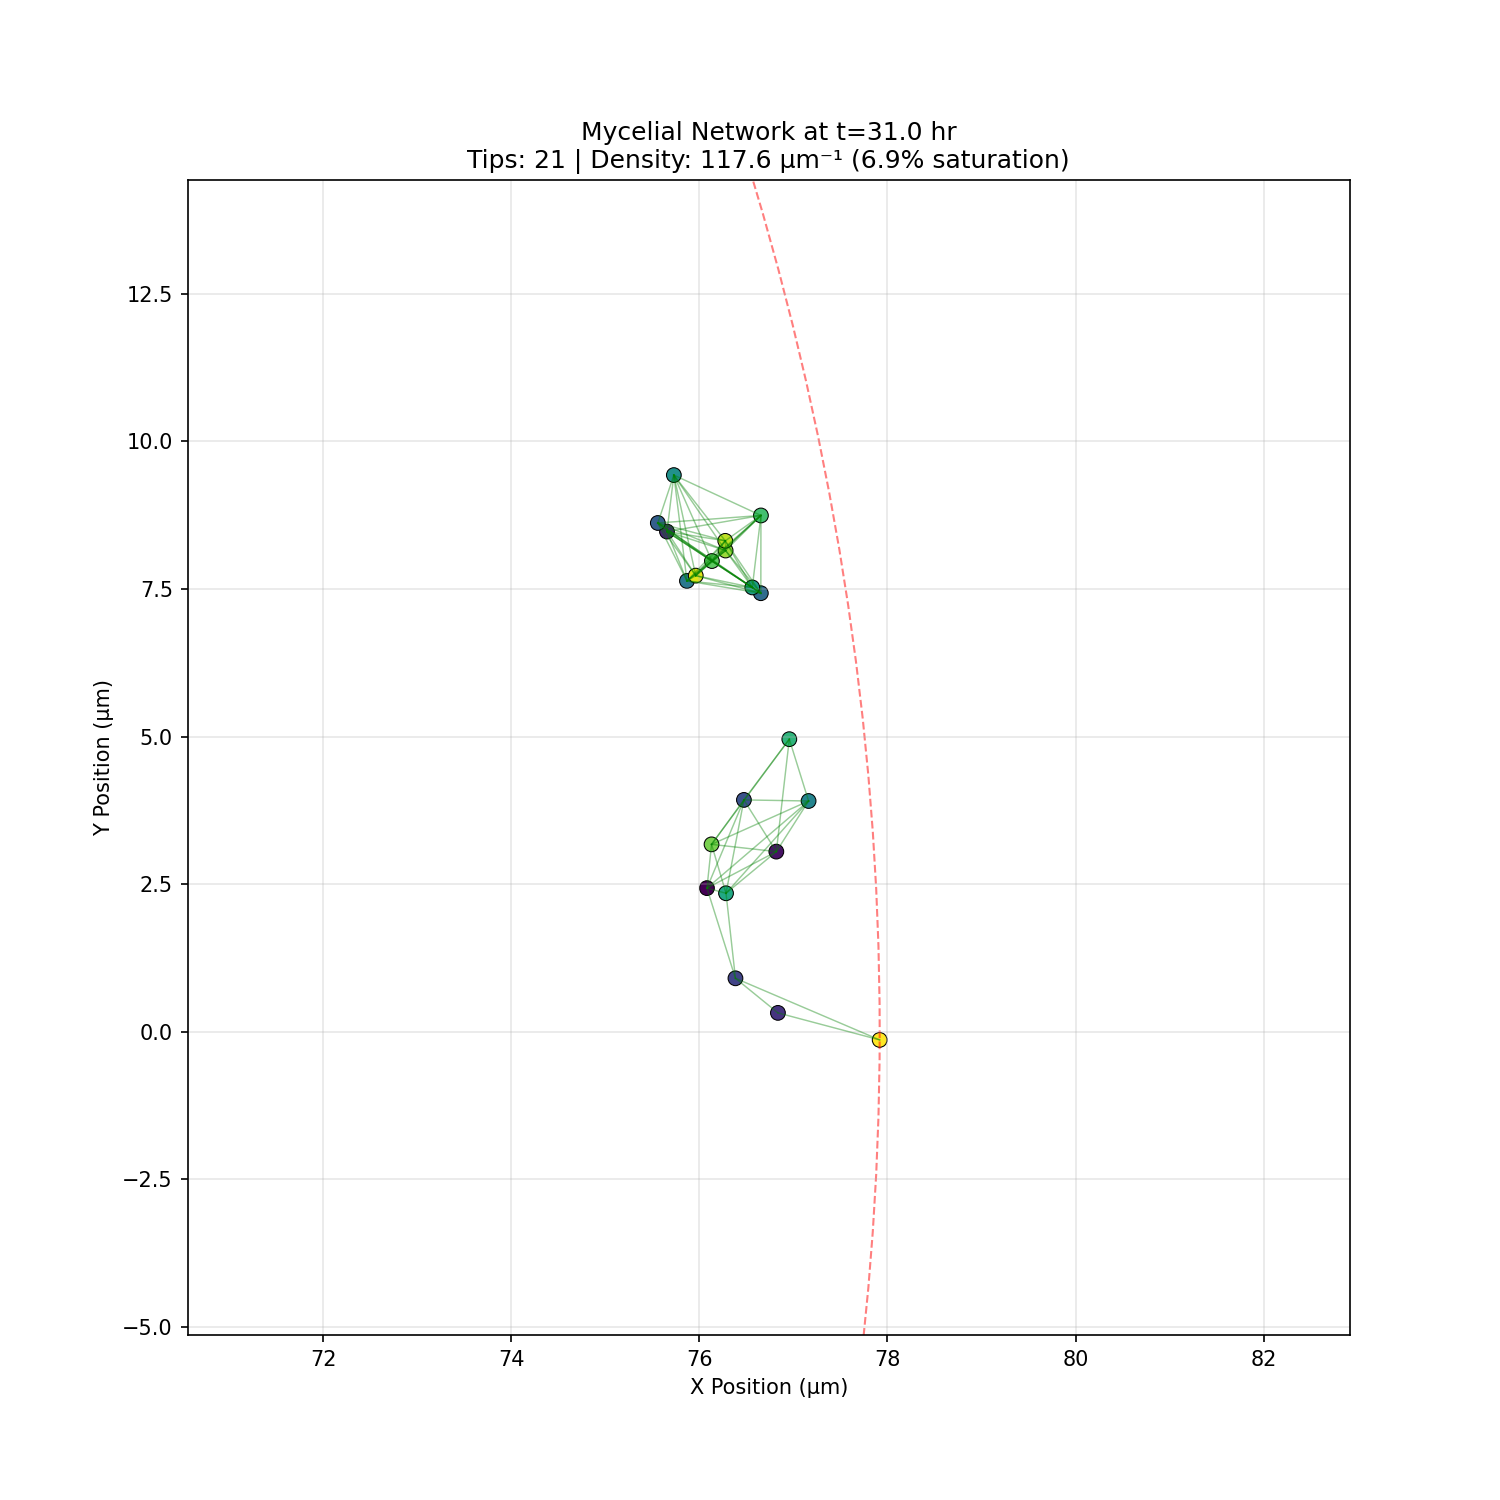 Mycelial Network at t=31.0 hr
Tips: 21 | Density: 117.6 μm⁻¹ (6.9% saturation)
12.5
10.0
7.5
5.0
2.5
0.0
−2.5
−5.0
Y Position (μm)
72 74 76 78 80 82
X Position (μm)